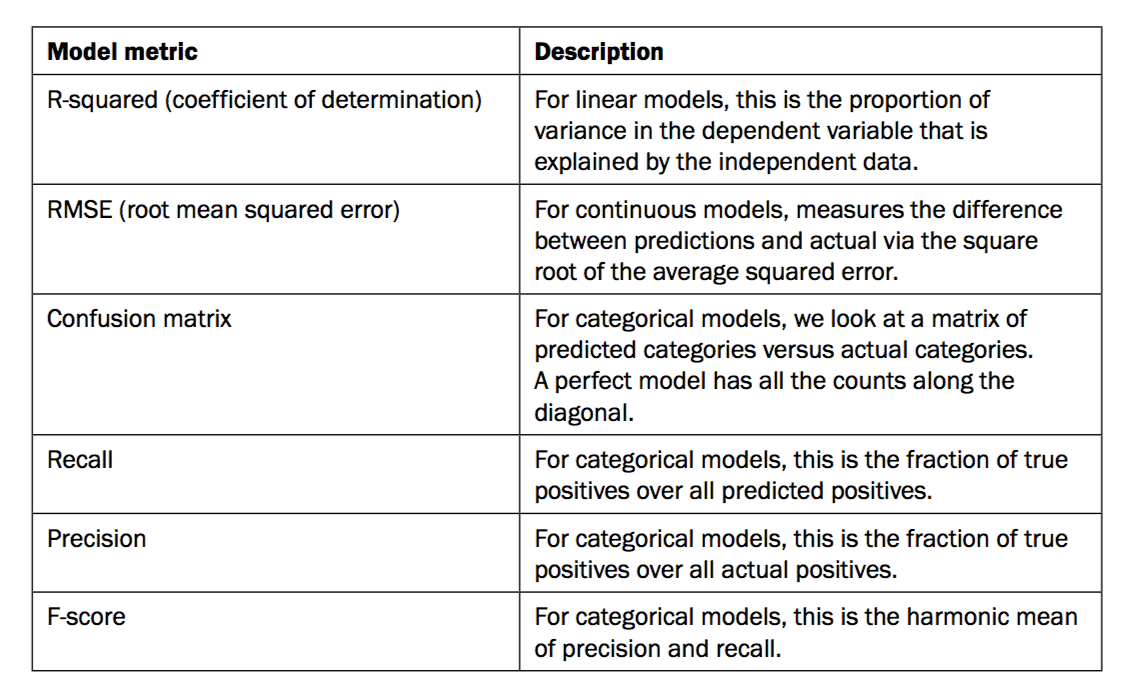 Model metric
Description
R-squared (coefficient of determination)
For linear models, this is the proportion of
variance in the dependent variable that is
explained by the independent data.
RMSE (root mean squared error)
For continuous models, measures the difference
between predictions and actual via the square
root of the average squared error.
Confusion matrix
For categorical models, we look at a matrix of
predicted categories versus actual categories.
A perfect model has all the counts along the
diagonal.
Recall
For categorical models, this is the fraction of true
positives over all predicted positives.
Precision
For categorical models, this is the fraction of true
positives over all actual positives.
F-score
For categorical models, this is the harmonic mean
of precision and recall.